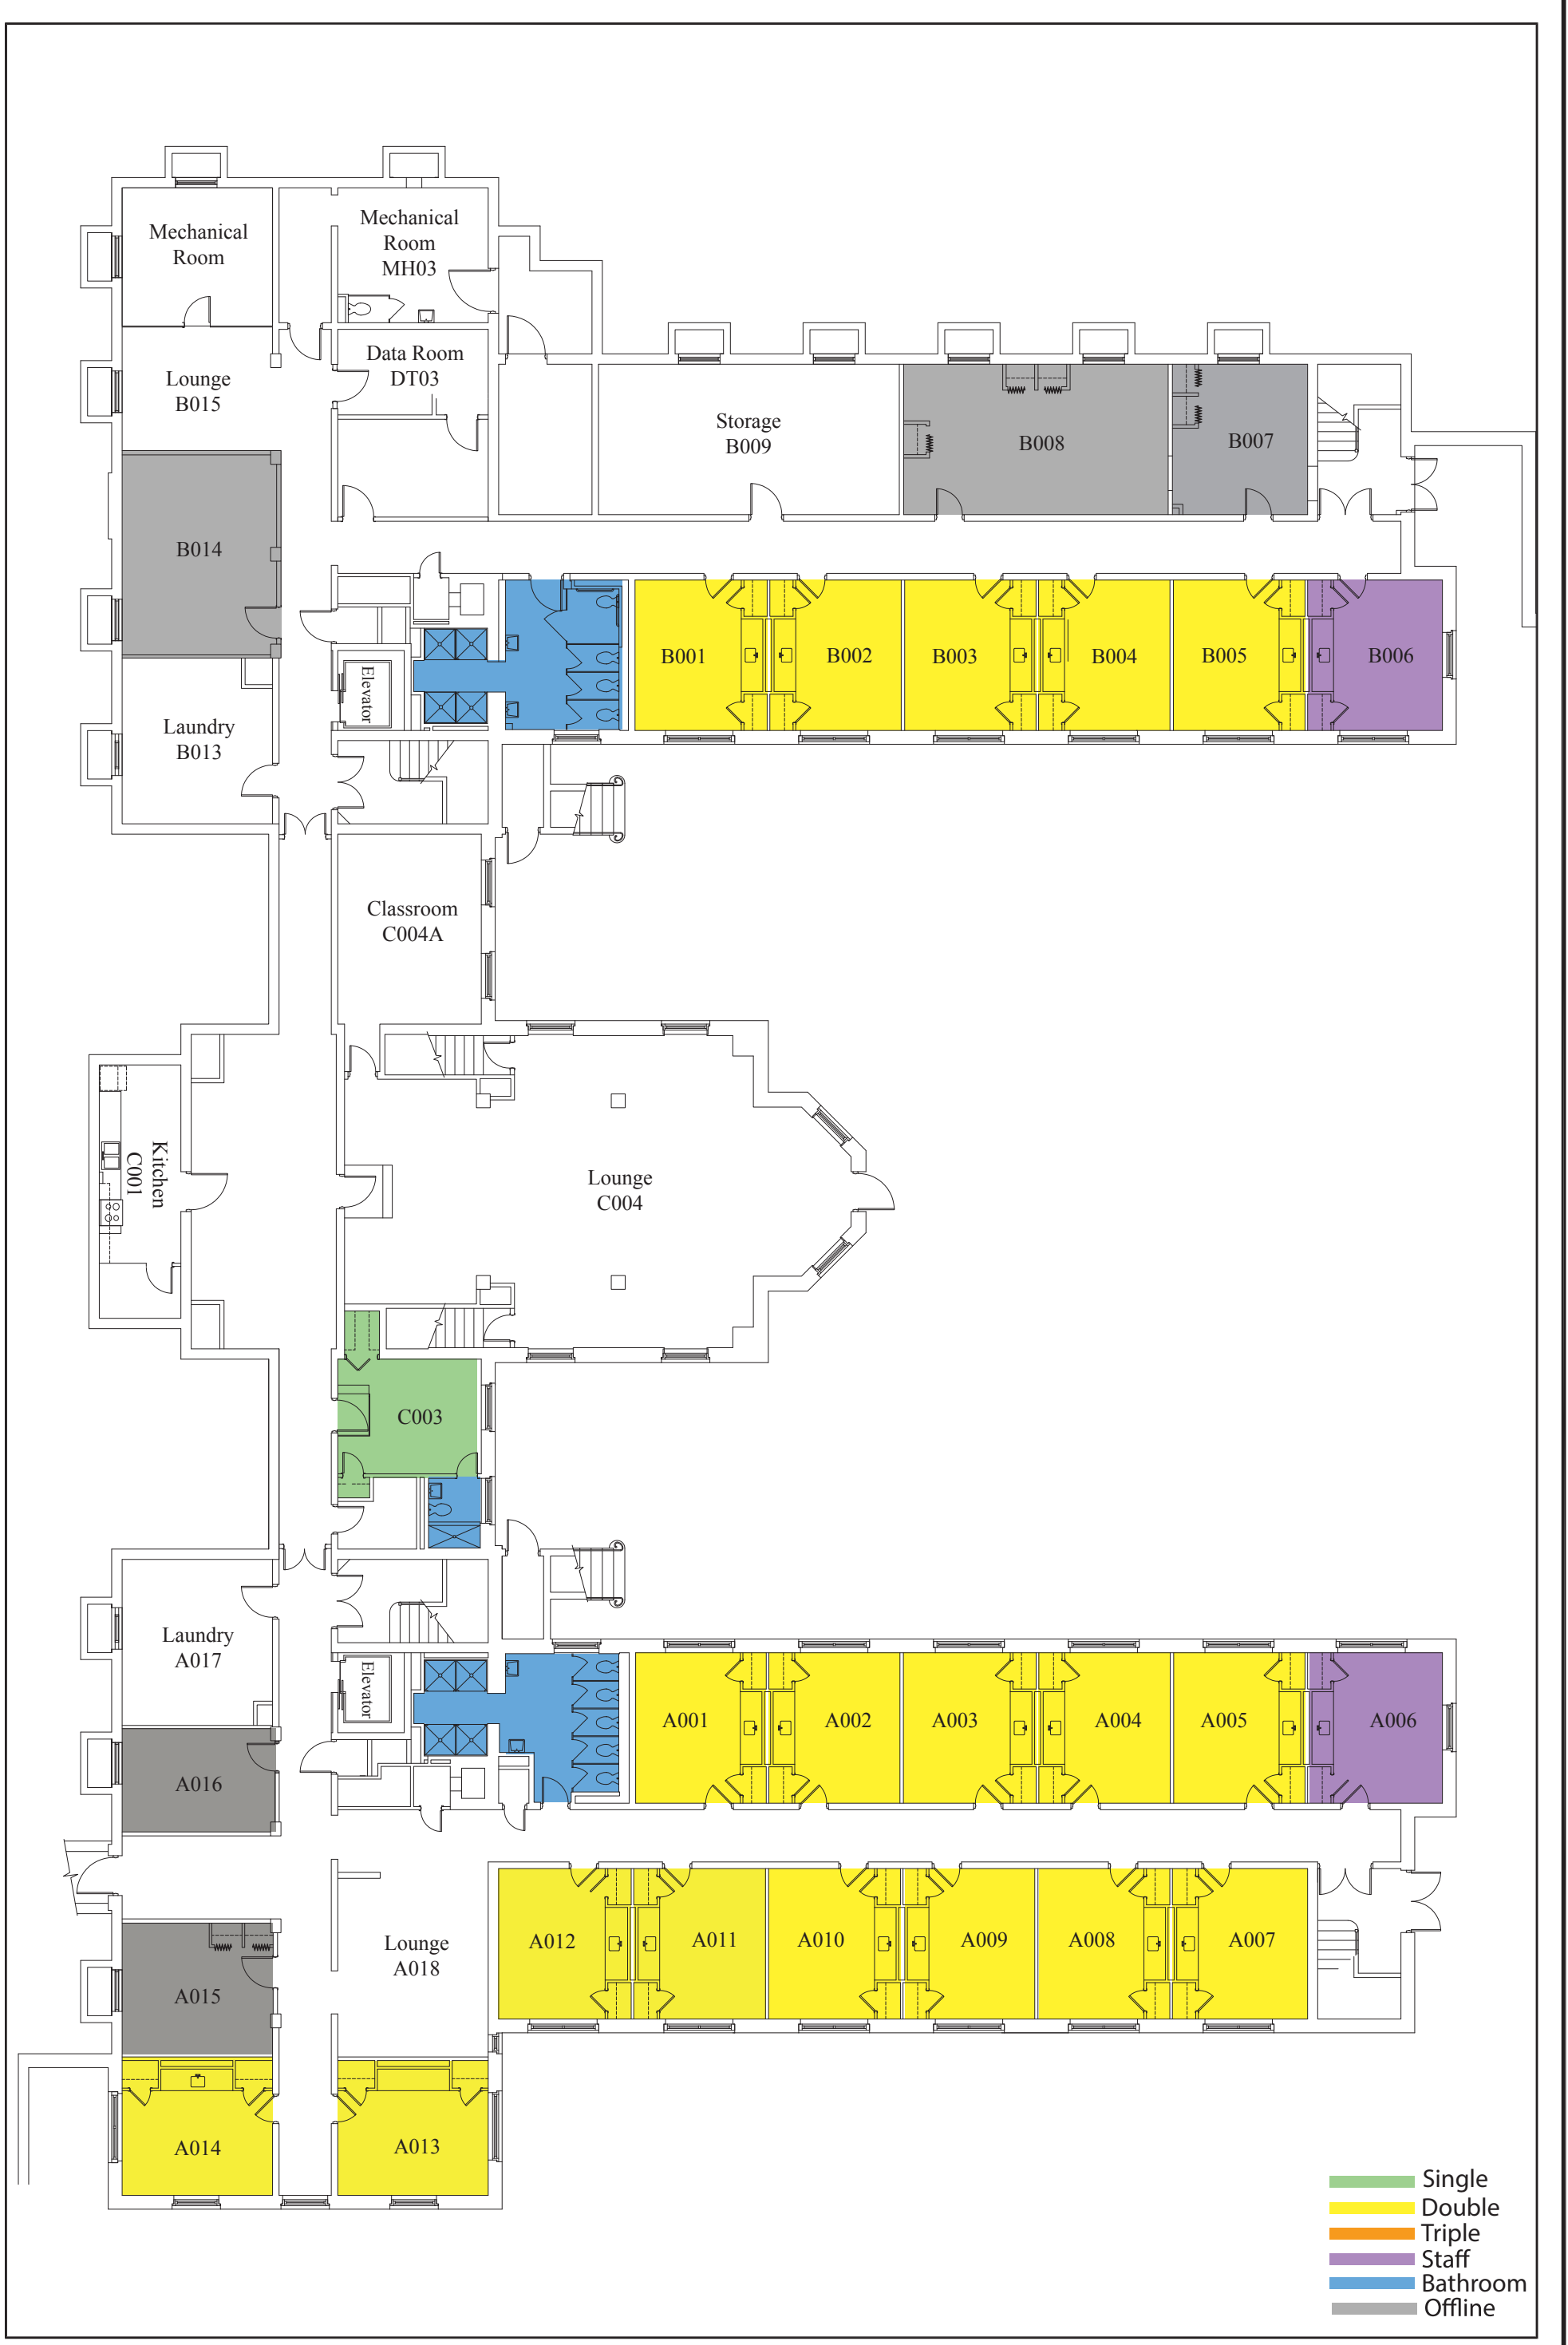 Mechanical
Room
Mechanical
Room
MH03
Data Room
DT03
Lounge
B015
Storage
B009
B008
B007
B014
B001
B002
B003
B004
B005
B006
Elevator
Laundry
B013
Classroom
C004A
Kitchen
C001
Lounge
C004
C003
Laundry
A017
Elevator
A001
A002
A003
A004
A005
A006
A016
A012
A011
A010
A009
A008
A007
Lounge
A018
A015
A014
A013
Single
Double
Triple
Staff
Bathroom
Offline